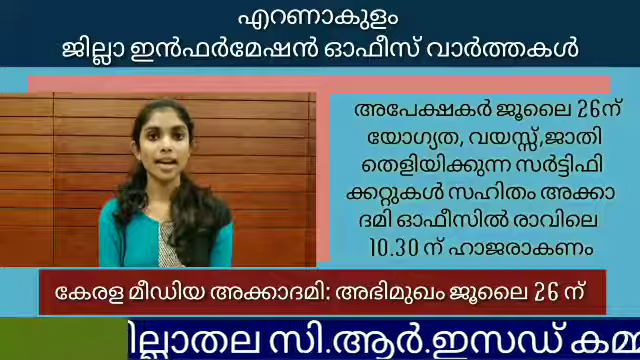 എറണാകുളം
ജില്ലാ ഇൻഫർമേഷൻ ഓഫീസ് വാർത്തകൾ
അപേക്ഷകർ ജൂലൈ 26ന്
യോഗ്യത, വയസ്സ്,ജാതി
തെളിയിക്കുന്ന സർട്ടിഫി
ക്കറ്റുകൾ സഹിതം അക്കാ
ദമി ഓഫീസിൽ രാവിലെ
10.30 ന് ഹാജരാകണം
കേരള മീഡിയ അക്കാദമി: അഭിമുഖം ജൂലൈ 26 ന്
ില്ലാതല സി.ആർ.ഇസഡ്